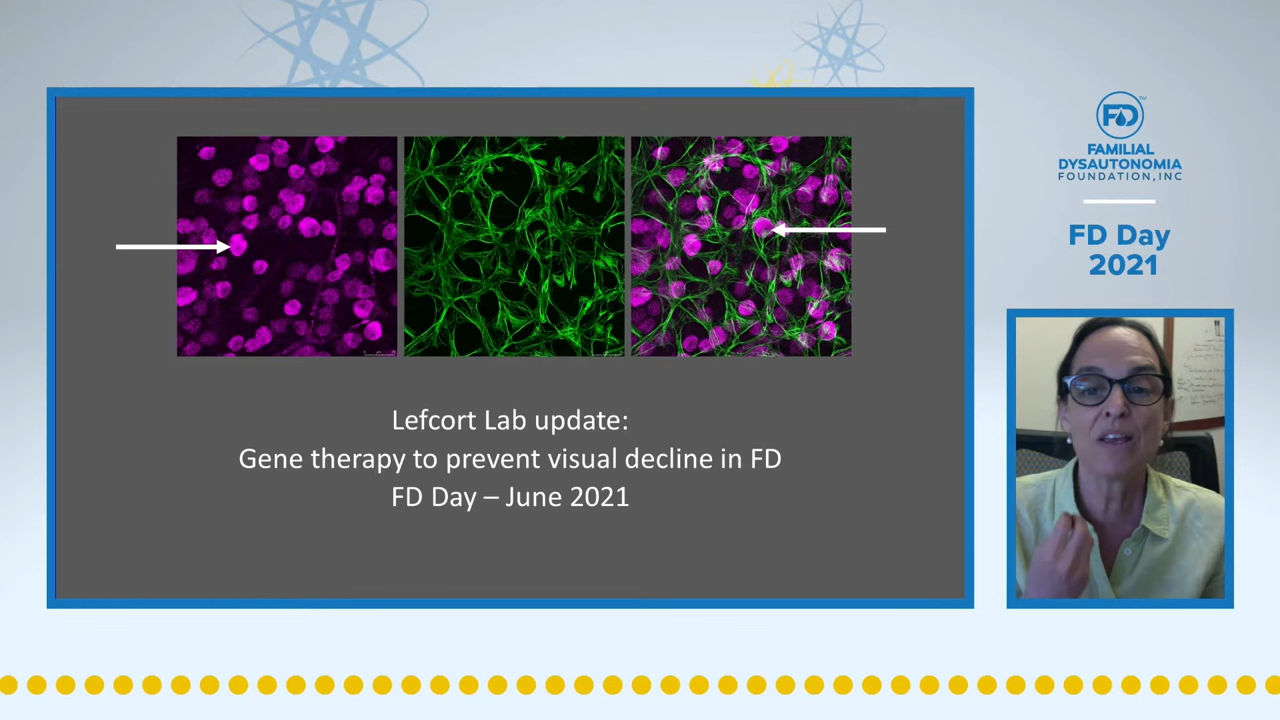 Lefcort Lab update:
Gene therapy to prevent visual decline in FD
FD Day – June 2021
FD™
FAMILIAL
DYSAUTONOMIA
FOUNDATION, INC
FD Day
2021